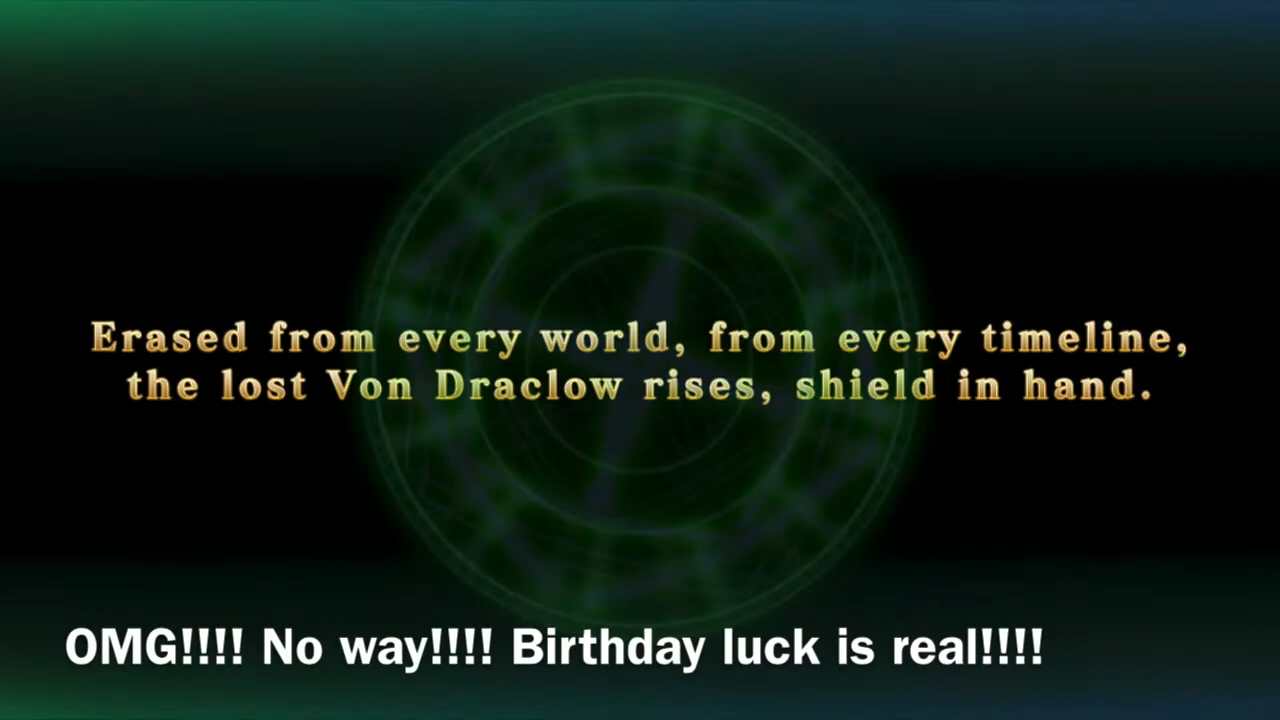 Erased from every world, from every timeline,
the lost Von Draclow rises, shield in hand.
OMG!!!! No way!!!! Birthday luck is real!!!!